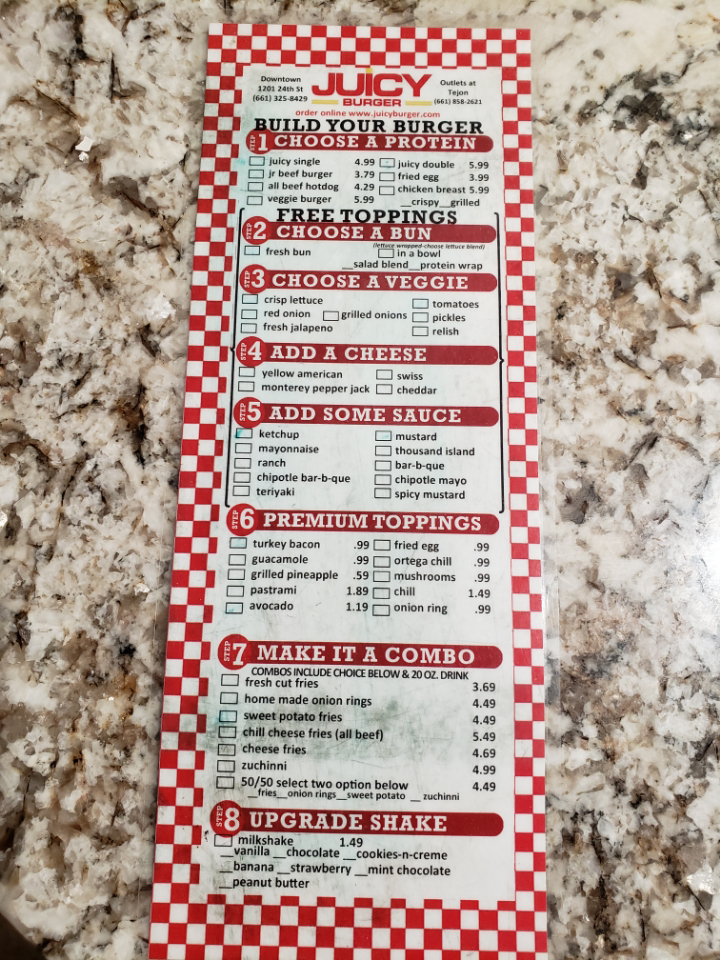 Downtown
1201 24th St
(661) 325-8429
JUICY
BURGER
Outlets at
Tejon
(661) 858-2621
order online www.juicyburger.com
BUILD YOUR BURGER
STEP 1 CHOOSE A PROTEIN
juicy single 4.99 juicy double 5.99
jr beef burger 3.79 fried egg 3.99
all beef hotdog 4.29 chicken breast 5.99
veggie burger 5.99 __crispy__grilled
FREE TOPPINGS
STEP 2 CHOOSE A BUN
(lettuce wrapped-choose lettuce blend)
fresh bun in a bowl
__salad blend__protein wrap
STEP 3 CHOOSE A VEGGIE
crisp lettuce tomatoes
red onion grilled onions pickles
fresh jalapeno relish
STEP 4 ADD A CHEESE
yellow american swiss
monterey pepper jack cheddar
STEP 5 ADD SOME SAUCE
ketchup mustard
mayonnaise thousand island
ranch bar-b-que
chipotle bar-b-que chipotle mayo
teriyaki spicy mustard
STEP 6 PREMIUM TOPPINGS
turkey bacon .99 fried egg .99
guacamole .99 ortega chili .99
grilled pineapple .59 mushrooms .99
pastrami 1.89 chili 1.49
avocado 1.19 onion ring .99
STEP 7 MAKE IT A COMBO
COMBOS INCLUDE CHOICE BELOW & 20 OZ. DRINK
fresh cut fries 3.69
home made onion rings 4.49
sweet potato fries 4.49
chili cheese fries (all beef) 5.49
cheese fries 4.69
zuchinni 4.99
50/50 select two option below 4.49
__fries__onion rings__sweet potato __ zuchinni
STEP 8 UPGRADE SHAKE
milkshake 1.49
__vanilla __chocolate __cookies-n-creme
__banana __strawberry __mint chocolate
__peanut butter